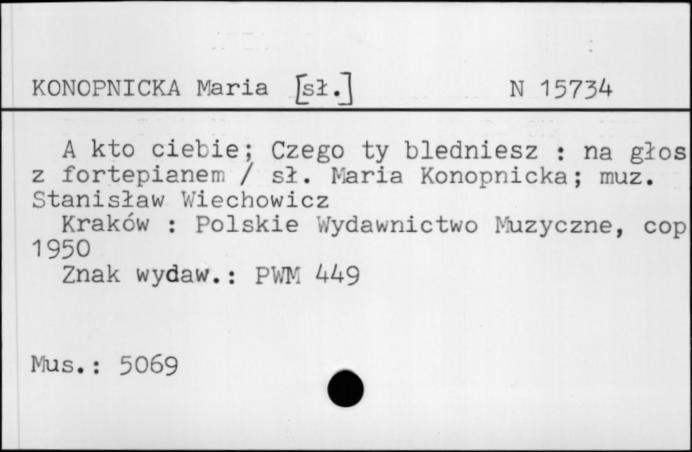 KONOPNICKA Maria [sł.] N 15734
A kto ciebie; Czego ty bledniesz : na głos
z fortepianem / sł. Maria Konopnicka; muz.
Stanisław Wiechowicz
Kraków : Polskie Wydawnictwo Muzyczne, cop
1950
Znak wydaw.: PWM 449
Mus.: 5069